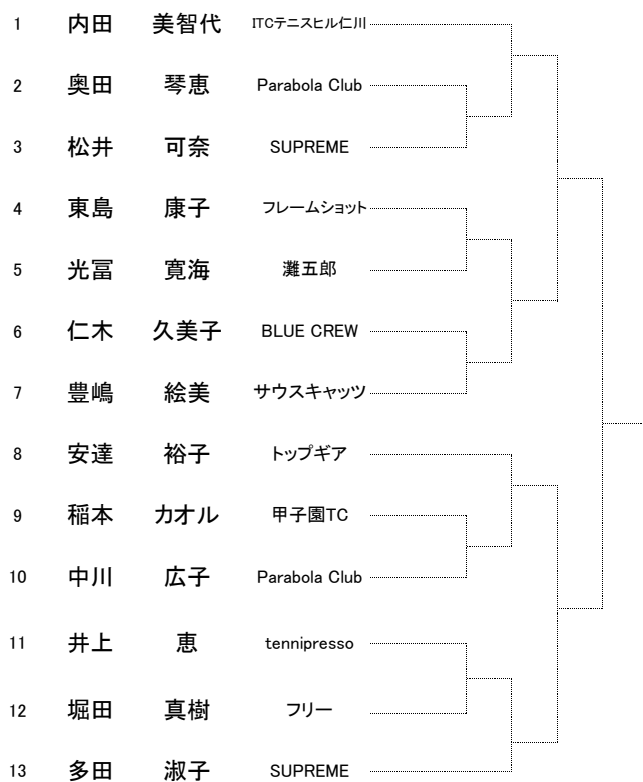 1 内田 美智代 ITCテニスヒル仁川
2 奥田 琴恵 Parabola Club
3 松井 可奈 SUPREME
4 東島 康子 フレームショット
5 光冨 寛海 灘五郎
6 仁木 久美子 BLUE CREW
7 豊嶋 絵美 サウスキャッツ
8 安達 裕子 トップギア
9 稲本 カオル 甲子園TC
10 中川 広子 Parabola Club
11 井上 恵 tennipresso
12 堀田 真樹 フリー
13 多田 淑子 SUPREME